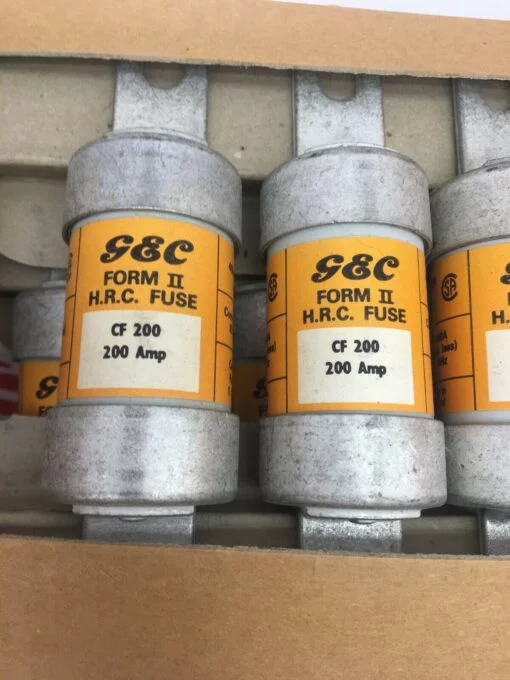 GEC
FORM II
H.R.C. FUSE
CF 200
200 Amp
GEC
FORM II
H.R.C. FUSE
CF 200
200 Amp